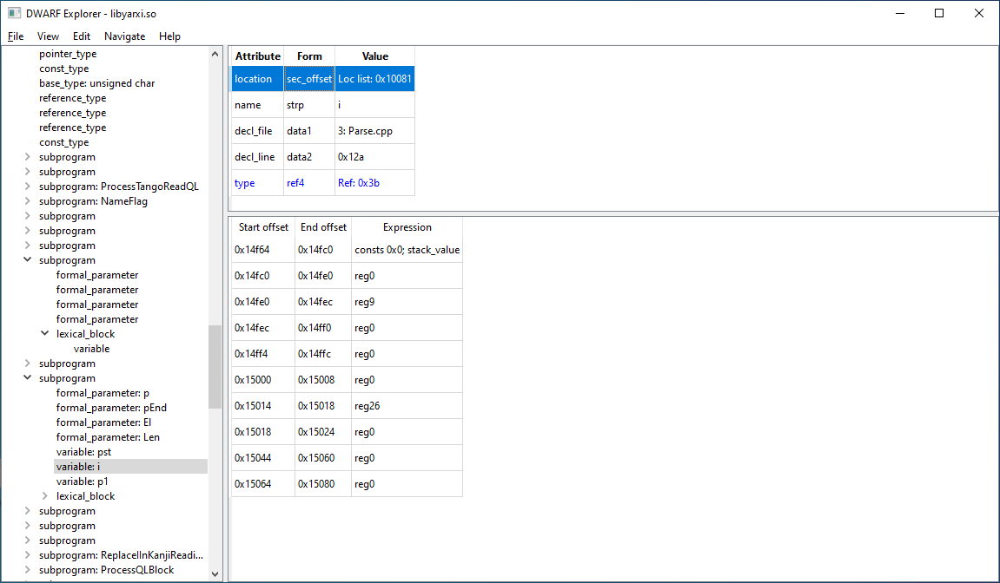 DWARF Explorer - libyarxi.so
File View Edit Navigate Help
pointer_type
const_type
base_type: unsigned char
reference_type
reference_type
reference_type
const_type
subprogram
subprogram
subprogram: ProcessTangoReadQL
subprogram: NameFlag
subprogram
subprogram
subprogram
subprogram
formal_parameter
formal_parameter
formal_parameter
formal_parameter
lexical_block
variable
subprogram
subprogram
formal_parameter: p
formal_parameter: pEnd
formal_parameter: El
formal_parameter: Len
variable: pst
variable: i
variable: p1
lexical_block
subprogram
subprogram
subprogram
subprogram: ReplaceInKanjiReadi...
subprogram: ProcessQLBlock
Attribute Form Value
location sec_offset Loc list: 0x10081
name strp i
decl_file data1 3: Parse.cpp
decl_line data2 0x12a
type ref4 Ref: 0x3b
Start offset End offset Expression
0x14f64 0x14fc0 consts 0x0; stack_value
0x14fc0 0x14fe0 reg0
0x14fe0 0x14fec reg9
0x14fec 0x14ff0 reg0
0x14ff4 0x14ffc reg0
0x15000 0x15008 reg0
0x15014 0x15018 reg26
0x15018 0x15024 reg0
0x15044 0x15060 reg0
0x15064 0x15080 reg0